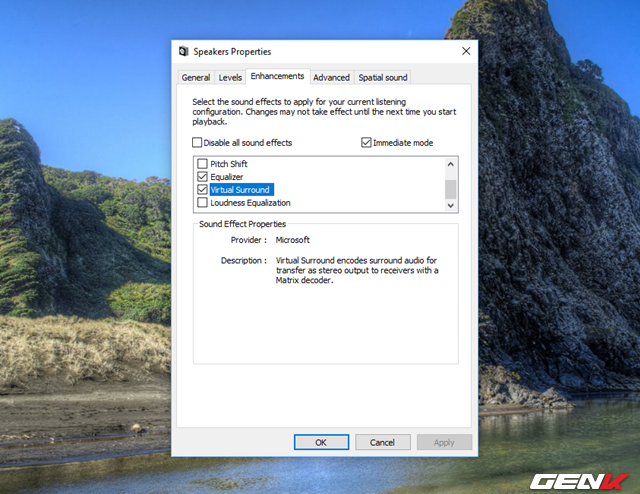 Speakers Properties
General Levels Enhancements Advanced Spatial sound
Select the sound effects to apply for your current listening
configuration. Changes may not take effect until the next time you start
playback.
Disable all sound effects Immediate mode
Pitch Shift
Equalizer
Virtual Surround
Loudness Equalization
Sound Effect Properties
Provider : Microsoft
Description : Virtual Surround encodes surround audio for
transfer as stereo output to receivers with a
Matrix decoder.
OK Cancel Apply
GENK